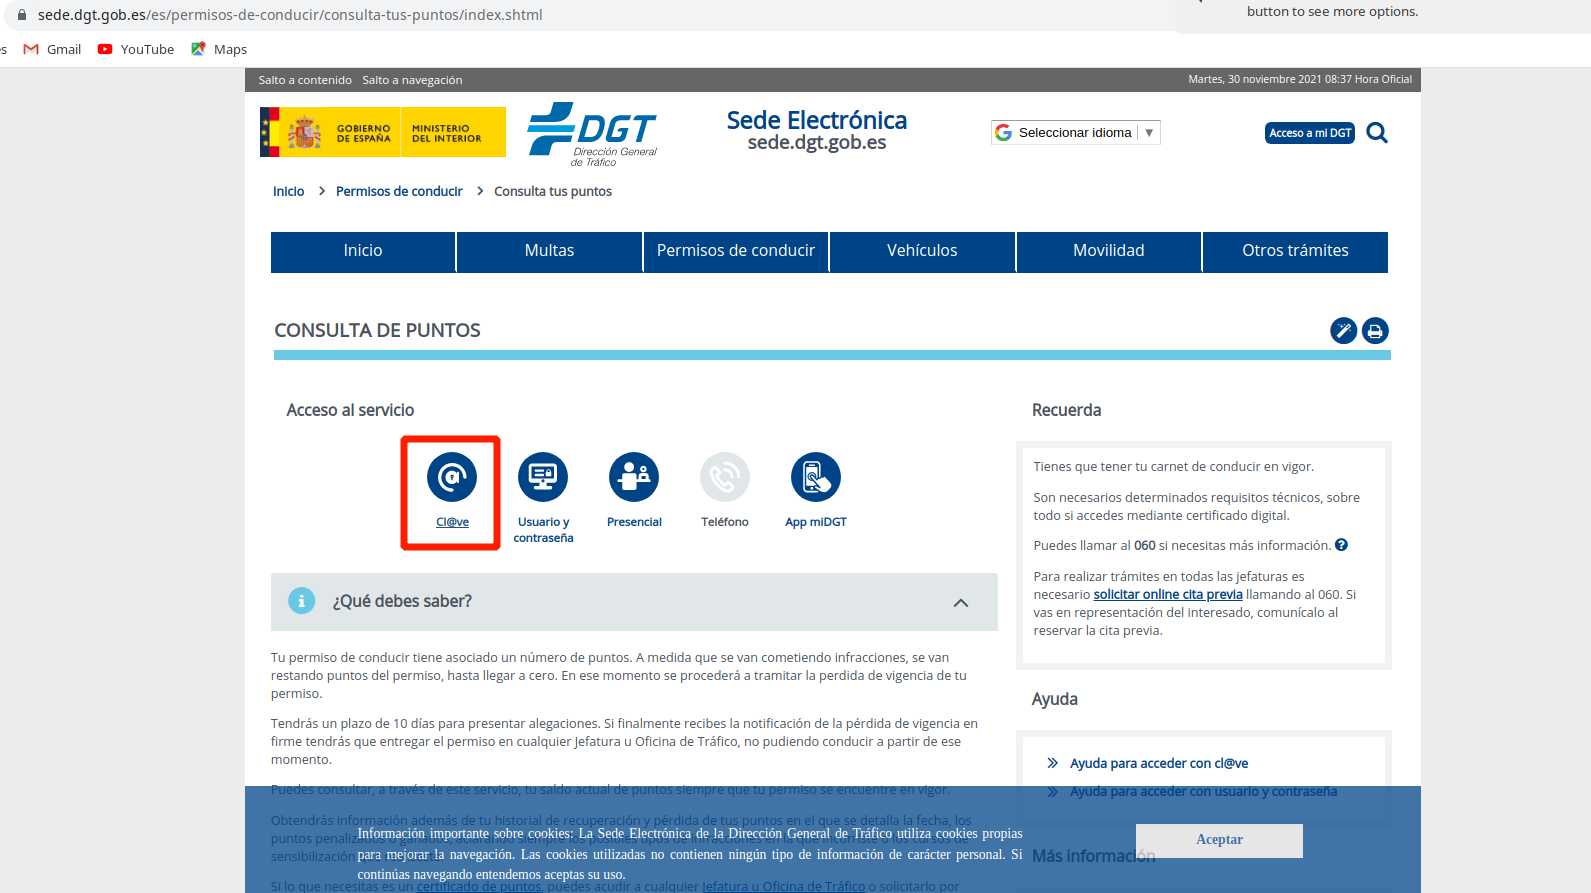 sede.dgt.gob.es/es/permisos-de-conducir/consulta-tus-puntos/index.shtml
button to see more options.
Gmail YouTube Maps
Salto a contenido Salto a navegación
Martes, 30 noviembre 2021 08:37 Hora Oficial
GOBIERNO
DE ESPAÑA
MINISTERIO
DEL INTERIOR
DGT
Dirección General
de Tráfico
Sede Electrónica
sede.dgt.gob.es
Seleccionar idioma ▼
Acceso a mi DGT
Inicio > Permisos de conducir > Consulta tus puntos
Inicio Multas Permisos de conducir Vehículos Movilidad Otros trámites
CONSULTA DE PUNTOS
Acceso al servicio
Cl@ve
Usuario y
contraseña
Presencial
Teléfono
App miDGT
¿Qué debes saber?
Tu permiso de conducir tiene asociado un número de puntos. A medida que se van cometiendo infracciones, se van
restando puntos del permiso, hasta llegar a cero. En ese momento se procederá a tramitar la perdida de vigencia de tu
permiso.
Tendrás un plazo de 10 días para presentar alegaciones. Si finalmente recibes la notificación de la pérdida de vigencia en
firme tendrás que entregar el permiso en cualquier Jefatura u Oficina de Tráfico, no pudiendo conducir a partir de ese
momento.
Puedes consultar, a través de este servicio, tu saldo actual de puntos siempre que tu permiso se encuentre en vigor.
Obtendrás información además de tu historial de recuperación y pérdida de tus puntos en el que se detalla la fecha, los
puntos penalizados o ganados, aclarando siempre los posibles tipos de infracciones en la que incurriste o los cursos de
sensibilización
Si lo que necesitas es un certificado de puntos, puedes acudir a cualquier Jefatura u Oficina de Tráfico o solicitarlo por
Recuerda
Tienes que tener tu carnet de conducir en vigor.
Son necesarios determinados requisitos técnicos, sobre
todo si accedes mediante certificado digital.
Puedes llamar al 060 si necesitas más información.
Para realizar trámites en todas las jefaturas es
necesario solicitar online cita previa llamando al 060. Si
vas en representación del interesado, comunícalo al
reservar la cita previa.
Ayuda
Ayuda para acceder con cl@ve
Ayuda para acceder con usuario y contraseña
Más información
Información importante sobre cookies: La Sede Electrónica de la Dirección General de Tráfico utiliza cookies propias
para mejorar la navegación. Las cookies utilizadas no contienen ningún tipo de información de carácter personal. Si
continúas navegando entendemos aceptas su uso.
Aceptar